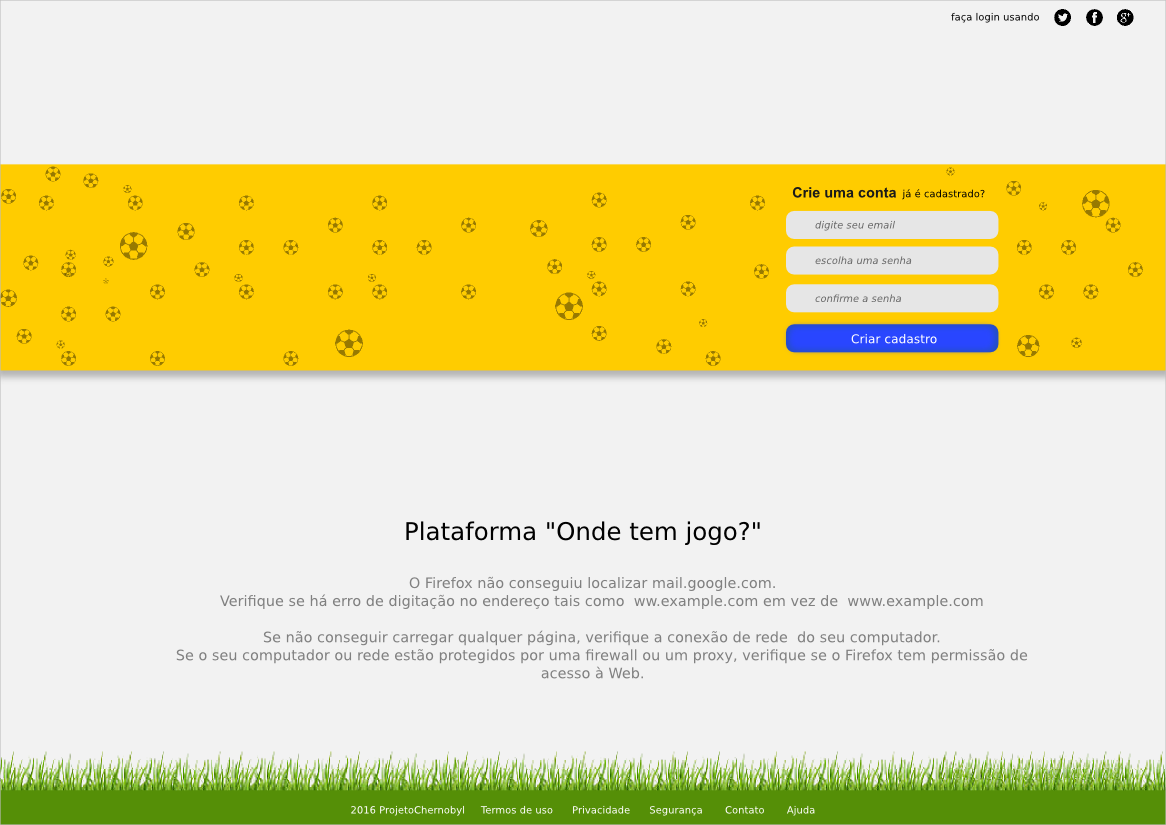 faça login usando
Crie uma conta já é cadastrado?
digite seu email
escolha uma senha
confirme a senha
Criar cadastro
Plataforma "Onde tem jogo?"
O Firefox não conseguiu localizar mail.google.com.
Verifique se há erro de digitação no endereço tais como ww.example.com em vez de www.example.com
Se não conseguir carregar qualquer página, verifique a conexão de rede do seu computador.
Se o seu computador ou rede estão protegidos por uma firewall ou um proxy, verifique se o Firefox tem permissão de
acesso à Web.
2016 ProjetoChernobyl Termos de uso Privacidade Segurança Contato Ajuda